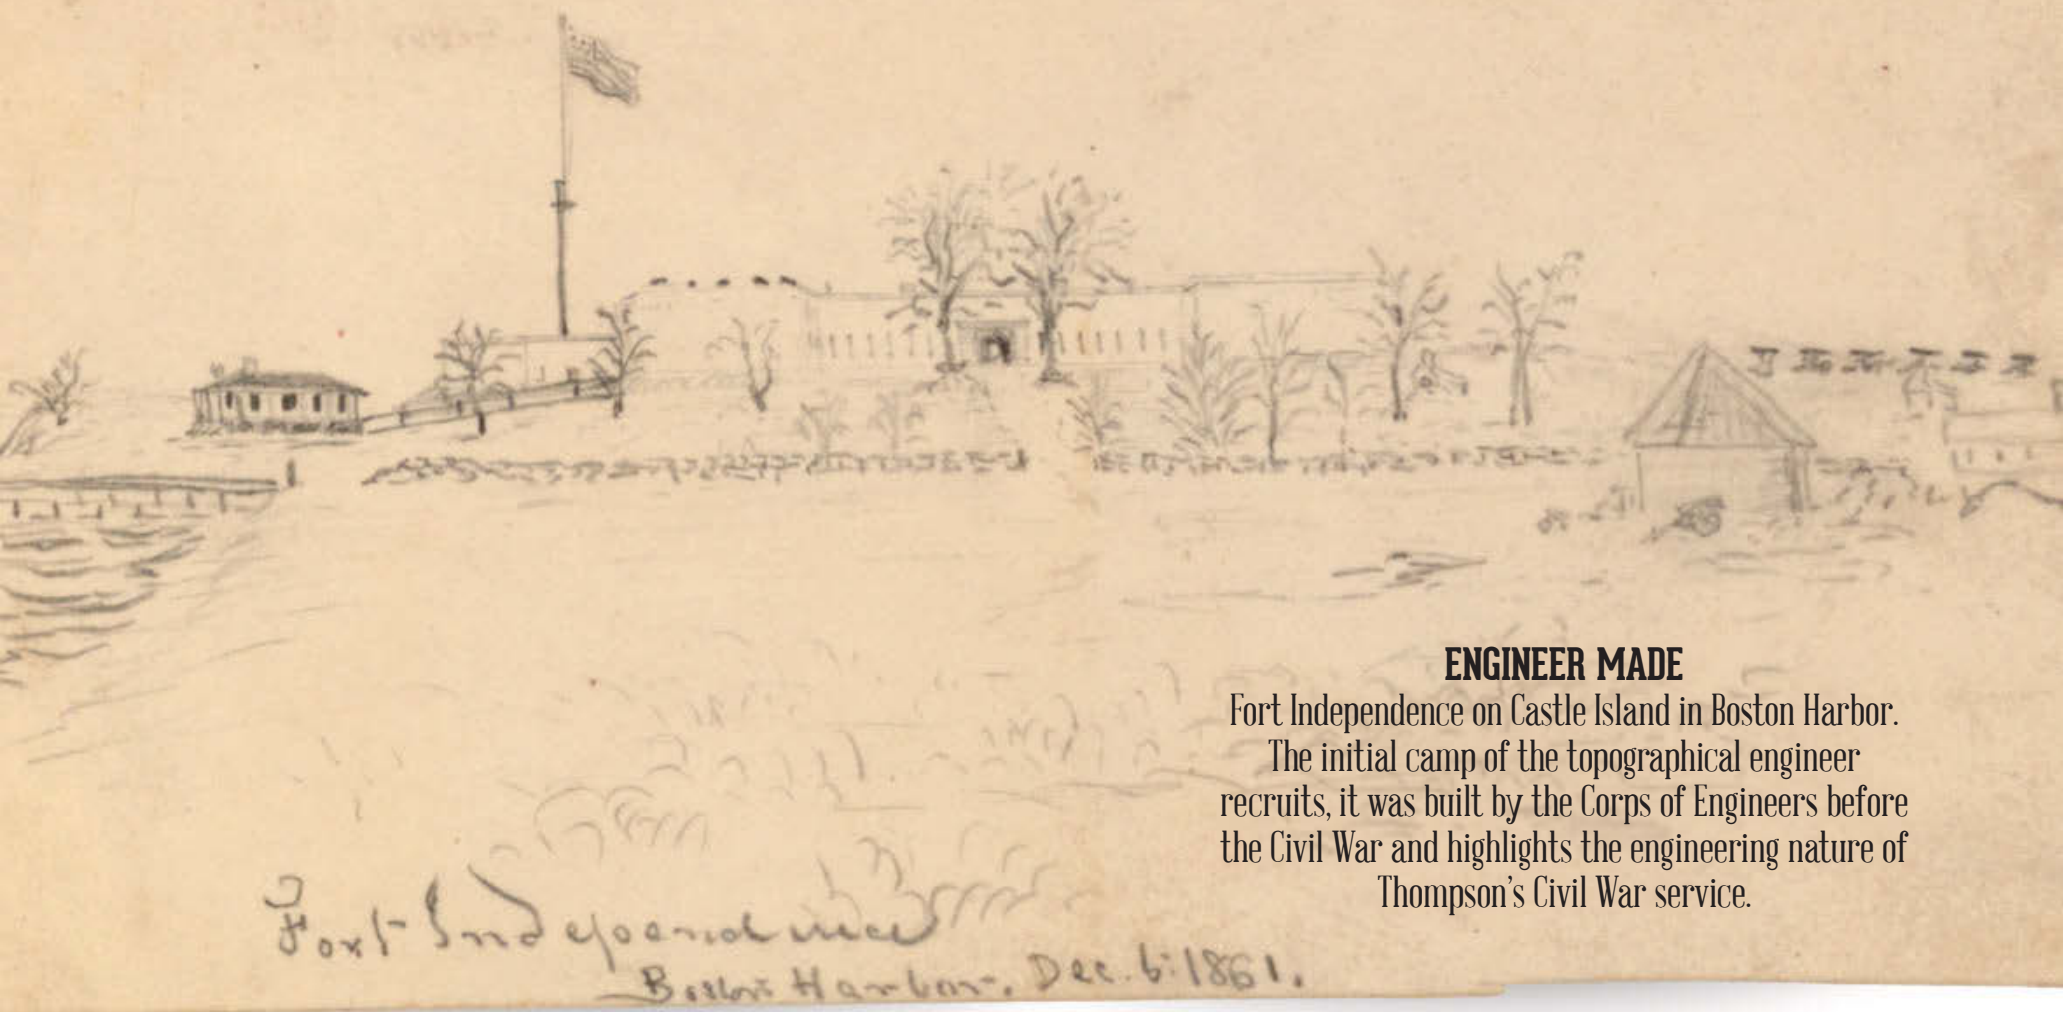 ENGINEER MADE
Fort Independence on Castle Island in Boston Harbor.
The initial camp of the topographical engineer
recruits, it was built by the Corps of Engineers before
the Civil War and highlights the engineering nature of
Thompson's Civil War service.
Fort Independence
Boston Harbor. Dec. 6: 1861.